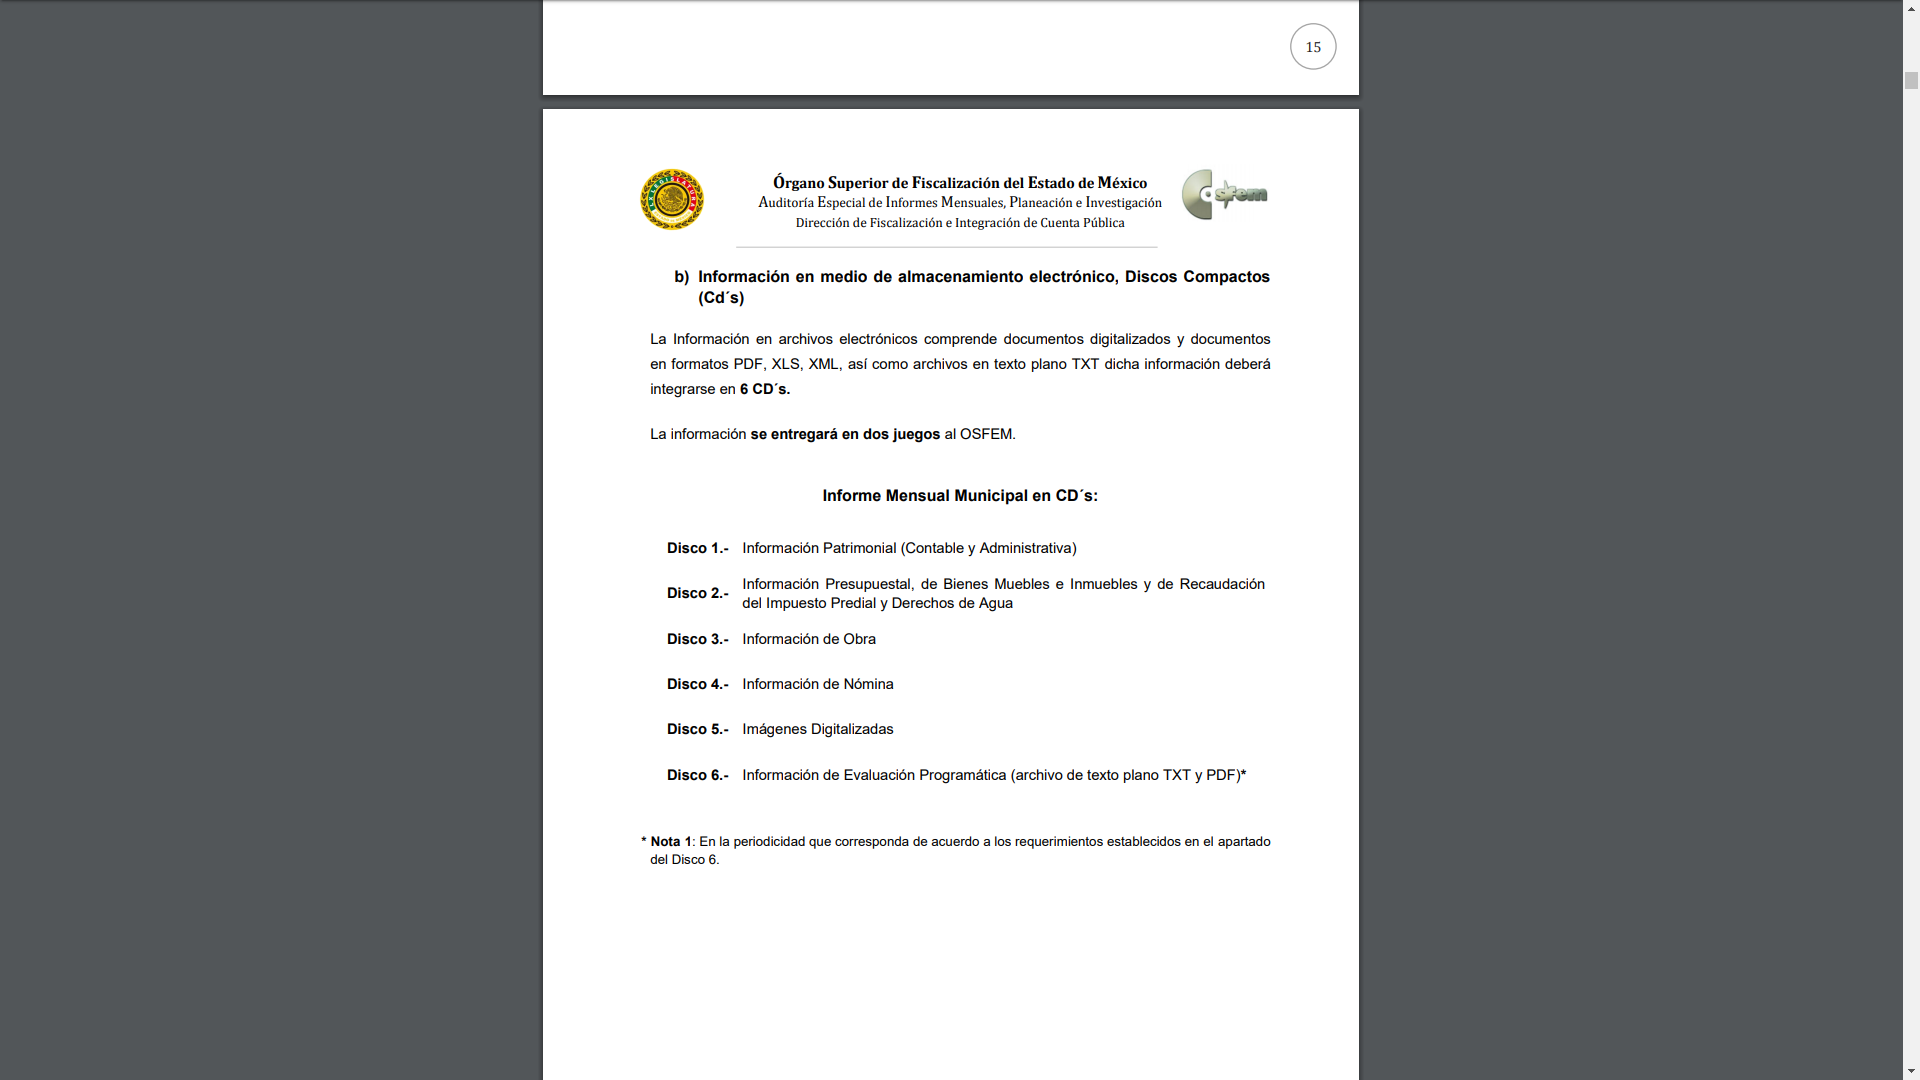 15
Órgano Superior de Fiscalización del Estado de México
Auditoría Especial de Informes Mensuales, Planeación e Investigación
Dirección de Fiscalización e Integración de Cuenta Pública
LEGISLATURA
Osfem
b) Información en medio de almacenamiento electrónico, Discos Compactos
(Cd´s)
La Información en archivos electrónicos comprende documentos digitalizados y documentos
en formatos PDF, XLS, XML, así como archivos en texto plano TXT dicha información deberá
integrarse en 6 CD´s.
La información se entregará en dos juegos al OSFEM.
Informe Mensual Municipal en CD´s:
Disco 1.- Información Patrimonial (Contable y Administrativa)
Disco 2.- Información Presupuestal, de Bienes Muebles e Inmuebles y de Recaudación
del Impuesto Predial y Derechos de Agua
Disco 3.- Información de Obra
Disco 4.- Información de Nómina
Disco 5.- Imágenes Digitalizadas
Disco 6.- Información de Evaluación Programática (archivo de texto plano TXT y PDF)*
* Nota 1: En la periodicidad que corresponda de acuerdo a los requerimientos establecidos en el apartado
del Disco 6.